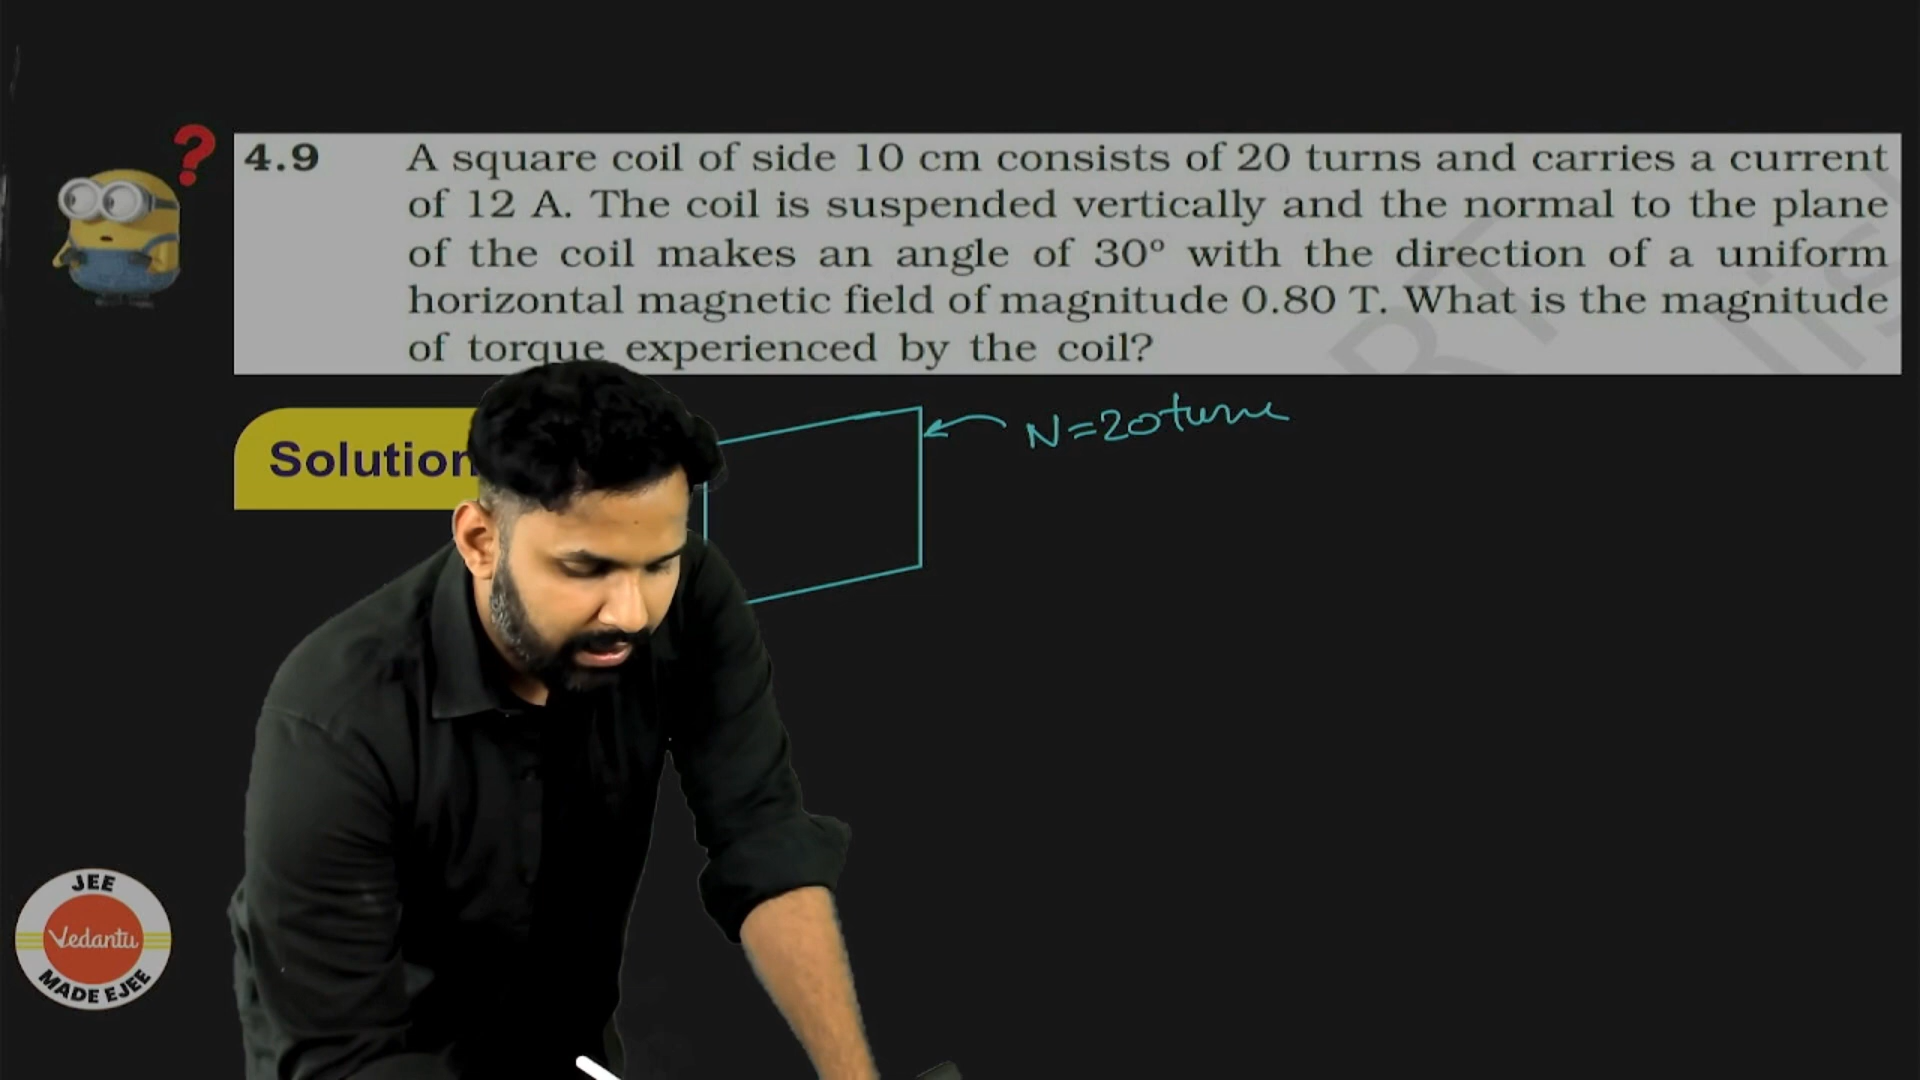 ?
4.9 A square coil of side 10 cm consists of 20 turns and carries a current
of 12 A. The coil is suspended vertically and the normal to the plane
of the coil makes an angle of 30° with the direction of a uniform
horizontal magnetic field of magnitude 0.80 T. What is the magnitude
of torque experienced by the coil?
Solution
N=20turns
JEE
Vedantu
MADE EJEE